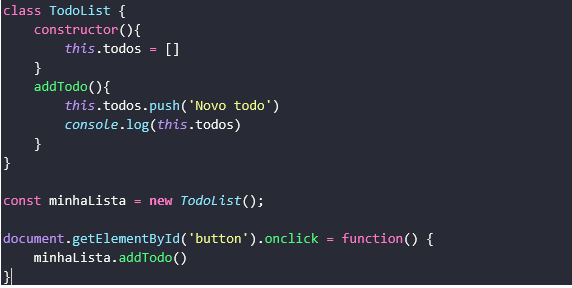 class TodoList {
    constructor(){
        this.todos = []
    }
    addTodo(){
        this.todos.push('Novo todo')
        console.log(this.todos)
    }
}

const minhaLista = new TodoList();

document.getElementById('button').onclick = function() {
    minhaLista.addTodo()
}